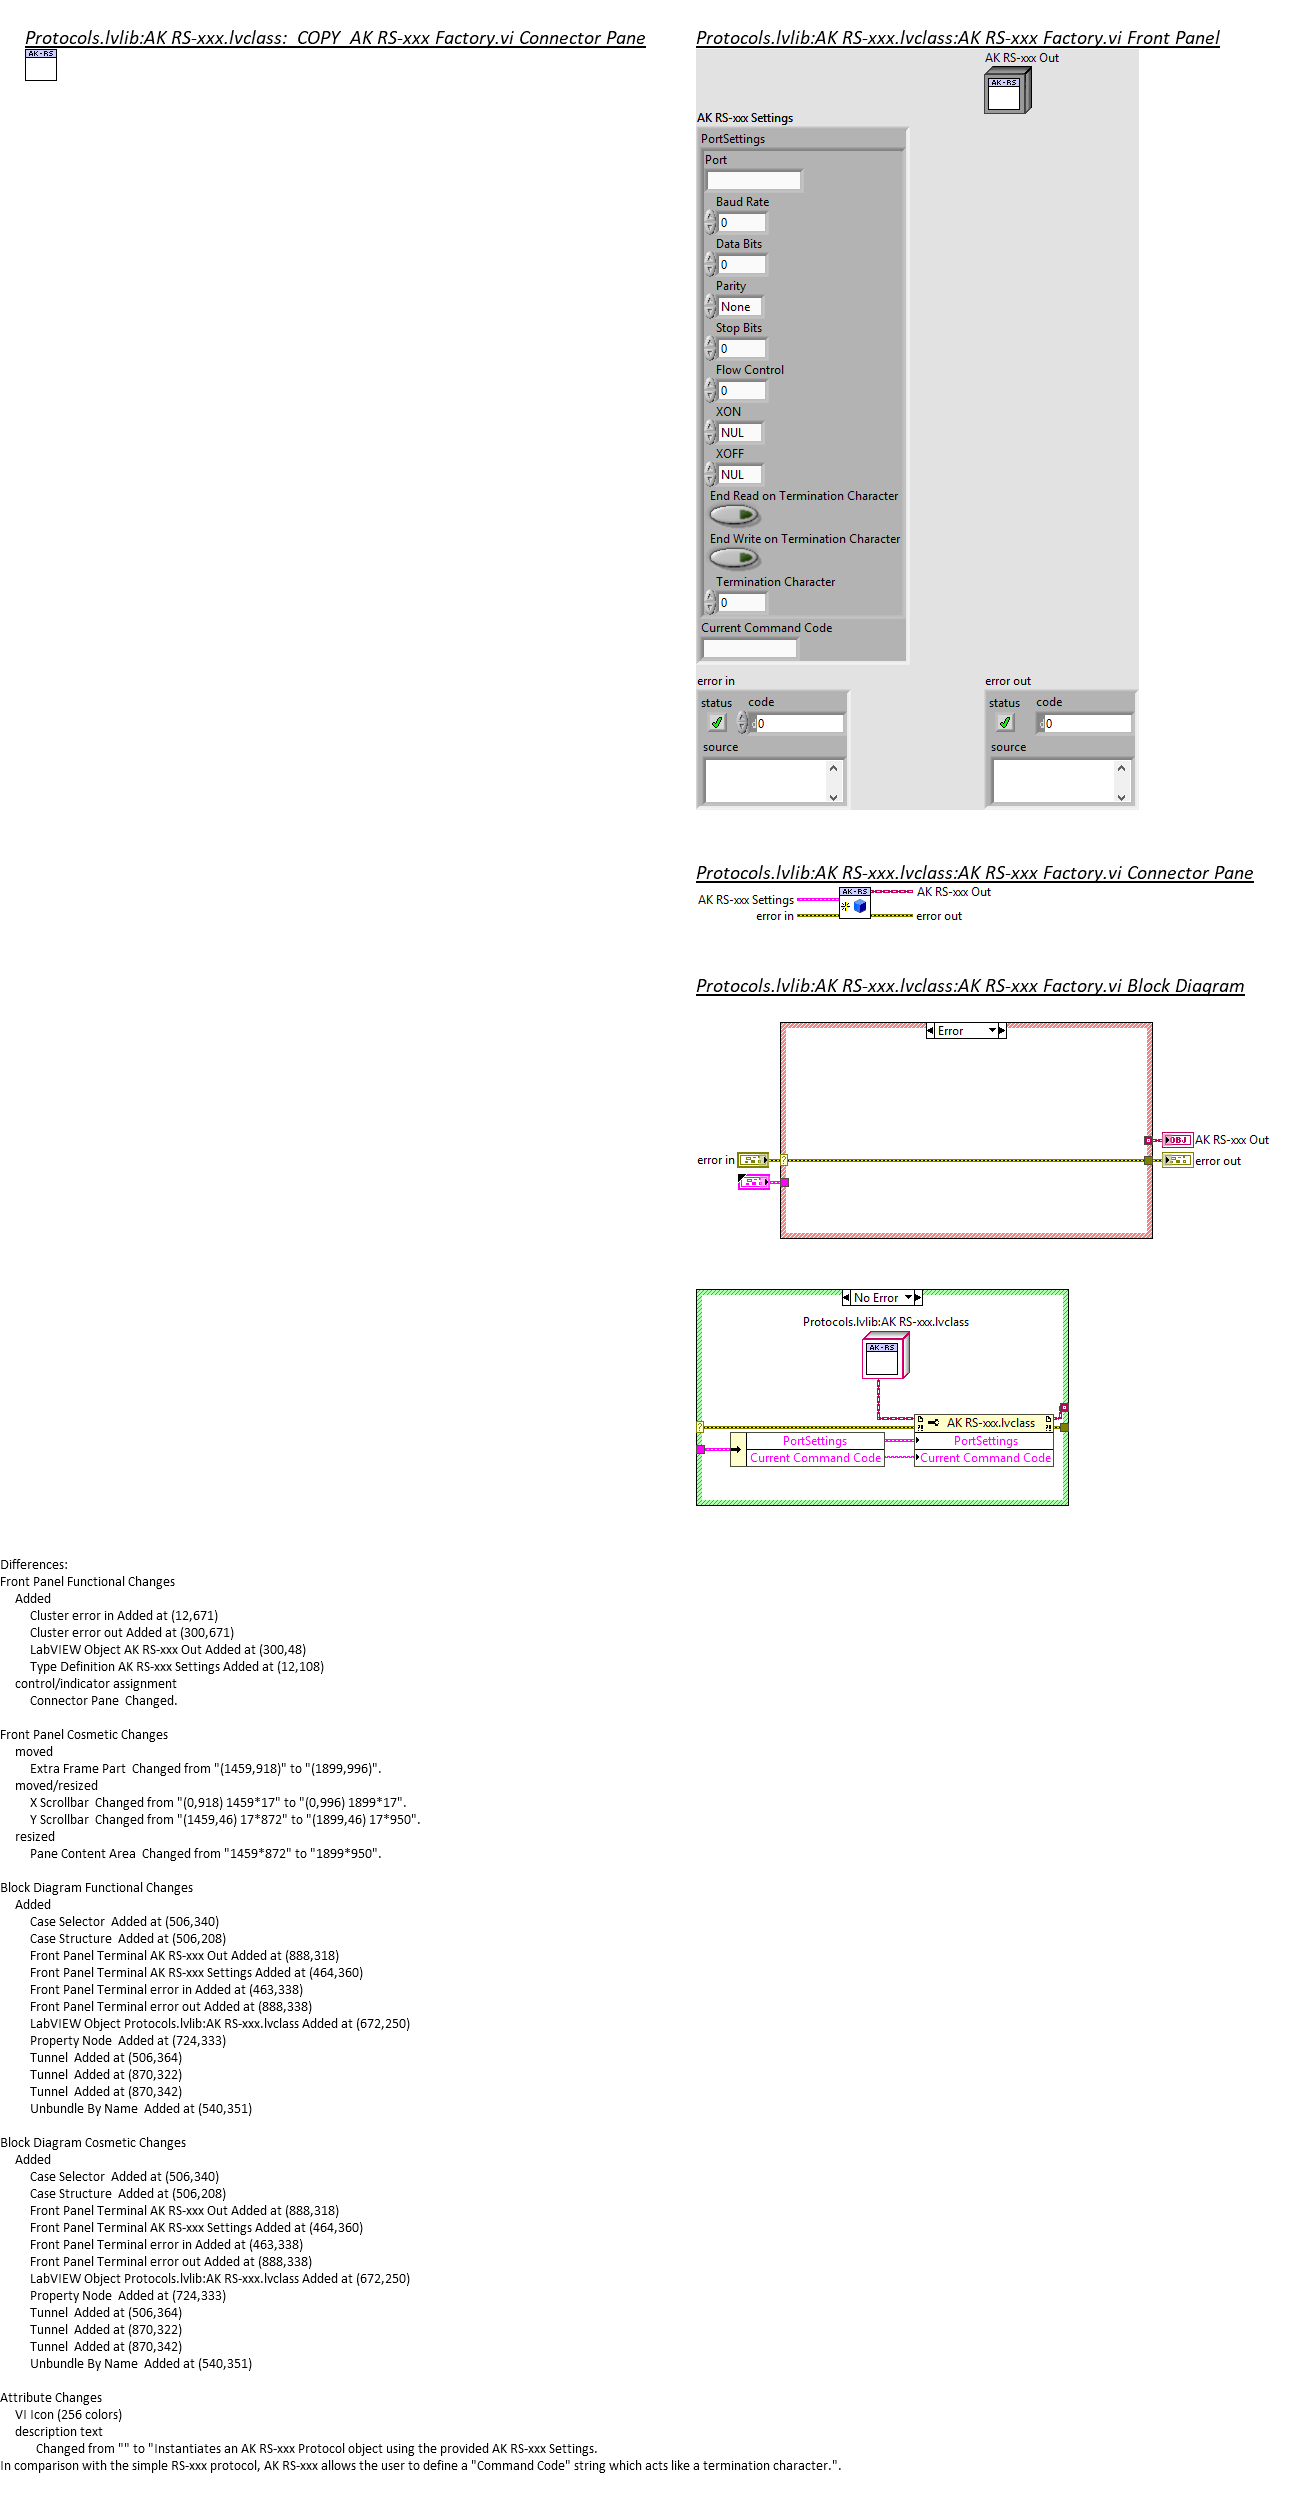 Protocols.lvlib:AK RS-xxx.lvclass:_COPY_AK RS-xxx Factory.vi Connector Pane
AK-RS
Protocols.lvlib:AK RS-xxx.lvclass:AK RS-xxx Factory.vi Front Panel
AK RS-xxx Out
AK-RS
AK RS-xxx Settings
PortSettings
Port
Baud Rate
0
Data Bits
0
Parity
None
Stop Bits
0
Flow Control
0
XON
NUL
XOFF
NUL
End Read on Termination Character
End Write on Termination Character
Termination Character
0
Current Command Code
error in
status code
d 0
source
error out
status code
d 0
source
Protocols.lvlib:AK RS-xxx.lvclass:AK RS-xxx Factory.vi Connector Pane
AK-RS
AK RS-xxx Out
AK RS-xxx Settings
error in
error out
Protocols.lvlib:AK RS-xxx.lvclass:AK RS-xxx Factory.vi Block Diagram
Error
OBJ AK RS-xxx Out
error in
?
error out
No Error
Protocols.lvlib:AK RS-xxx.lvclass
AK-RS
?
?! AK RS-xxx.lvclass ?!
PortSettings PortSettings
Current Command Code Current Command Code
Differences:
Front Panel Functional Changes
Added
Cluster error in Added at (12,671)
Cluster error out Added at (300,671)
LabVIEW Object AK RS-xxx Out Added at (300,48)
Type Definition AK RS-xxx Settings Added at (12,108)
control/indicator assignment
Connector Pane  Changed.
Front Panel Cosmetic Changes
moved
Extra Frame Part  Changed from "(1459,918)" to "(1899,996)".
moved/resized
X Scrollbar  Changed from "(0,918) 1459*17" to "(0,996) 1899*17".
Y Scrollbar  Changed from "(1459,46) 17*872" to "(1899,46) 17*950".
resized
Pane Content Area  Changed from "1459*872" to "1899*950".
Block Diagram Functional Changes
Added
Case Selector  Added at (506,340)
Case Structure  Added at (506,208)
Front Panel Terminal AK RS-xxx Out Added at (888,318)
Front Panel Terminal AK RS-xxx Settings Added at (464,360)
Front Panel Terminal error in Added at (463,338)
Front Panel Terminal error out Added at (888,338)
LabVIEW Object Protocols.lvlib:AK RS-xxx.lvclass Added at (672,250)
Property Node  Added at (724,333)
Tunnel  Added at (506,364)
Tunnel  Added at (870,322)
Tunnel  Added at (870,342)
Unbundle By Name  Added at (540,351)
Block Diagram Cosmetic Changes
Added
Case Selector  Added at (506,340)
Case Structure  Added at (506,208)
Front Panel Terminal AK RS-xxx Out Added at (888,318)
Front Panel Terminal AK RS-xxx Settings Added at (464,360)
Front Panel Terminal error in Added at (463,338)
Front Panel Terminal error out Added at (888,338)
LabVIEW Object Protocols.lvlib:AK RS-xxx.lvclass Added at (672,250)
Property Node  Added at (724,333)
Tunnel  Added at (506,364)
Tunnel  Added at (870,322)
Tunnel  Added at (870,342)
Unbundle By Name  Added at (540,351)
Attribute Changes
VI Icon (256 colors)
description text
Changed from "" to "Instantiates an AK RS-xxx Protocol object using the provided AK RS-xxx Settings.
In comparison with the simple RS-xxx protocol, AK RS-xxx allows the user to define a "Command Code" string which acts like a termination character.".